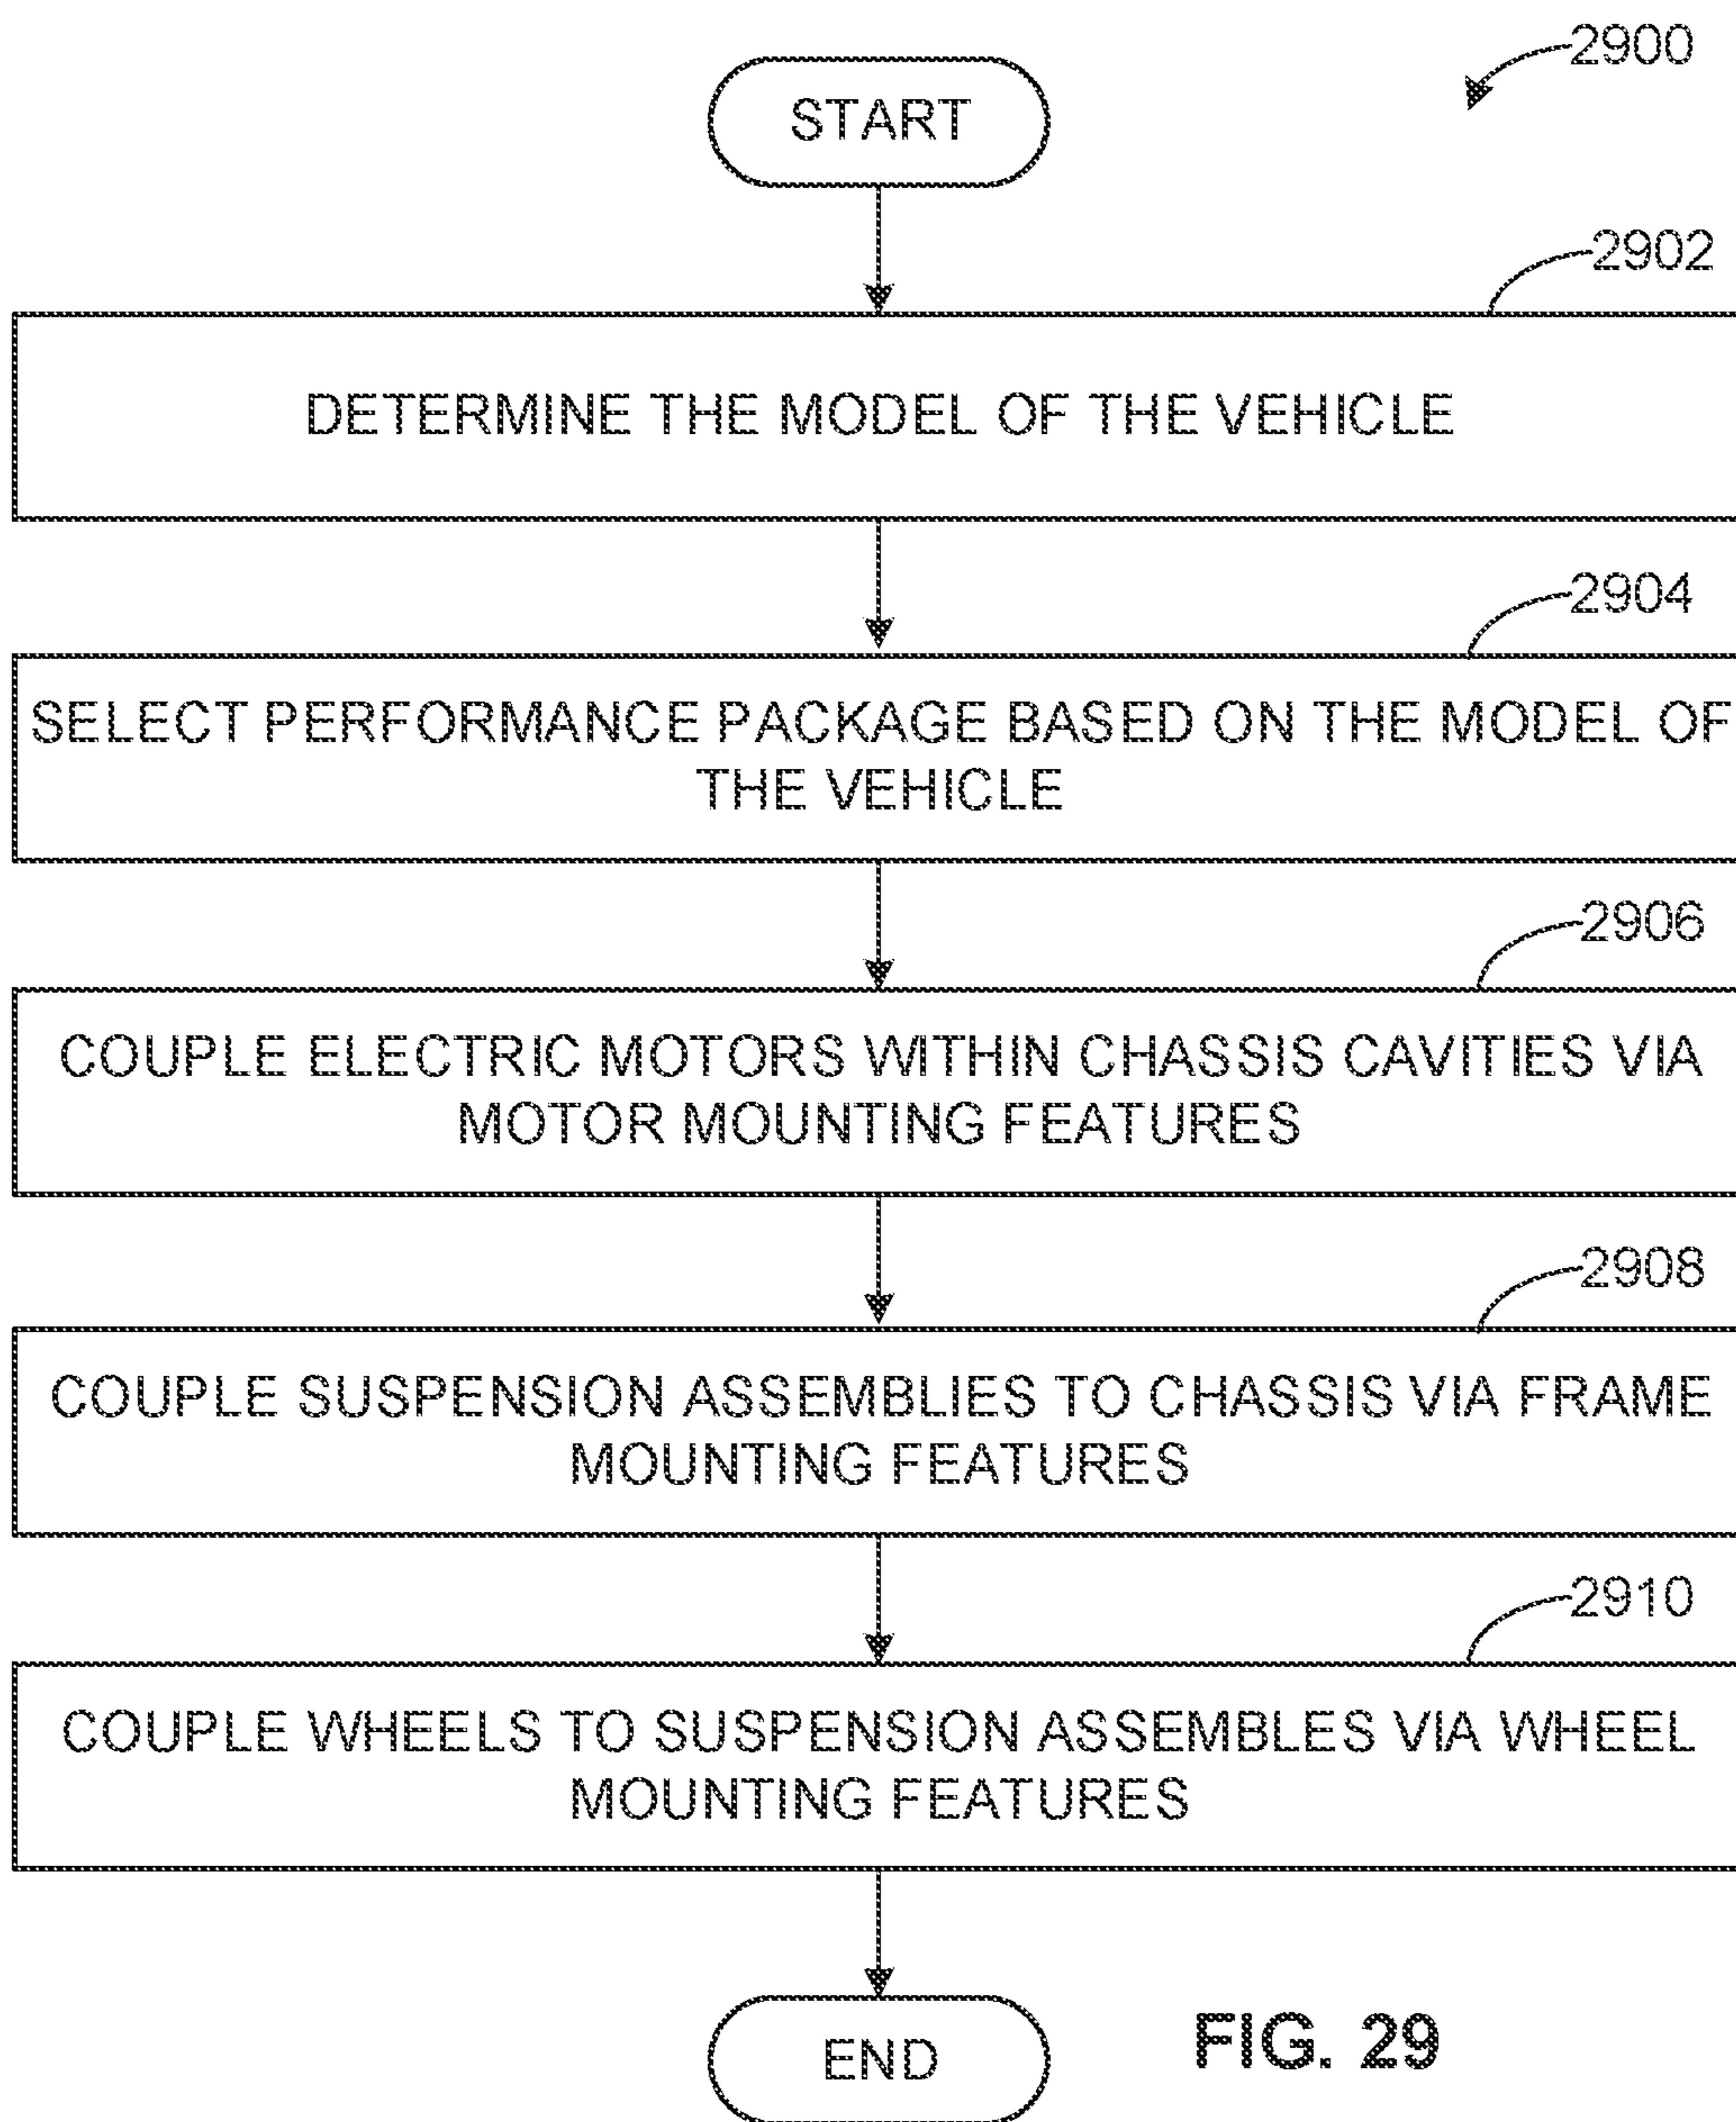 2900
START
2902
DETERMINE THE MODEL OF THE VEHICLE
2904
SELECT PERFORMANCE PACKAGE BASED ON THE MODEL OF
THE VEHICLE
2906
COUPLE ELECTRIC MOTORS WITHIN CHASSIS CAVITIES VIA
MOTOR MOUNTING FEATURES
2908
COUPLE SUSPENSION ASSEMBLIES TO CHASSIS VIA FRAME
MOUNTING FEATURES
2910
COUPLE WHEELS TO SUSPENSION ASSEMBLES VIA WHEEL
MOUNTING FEATURES
END
FIG. 29